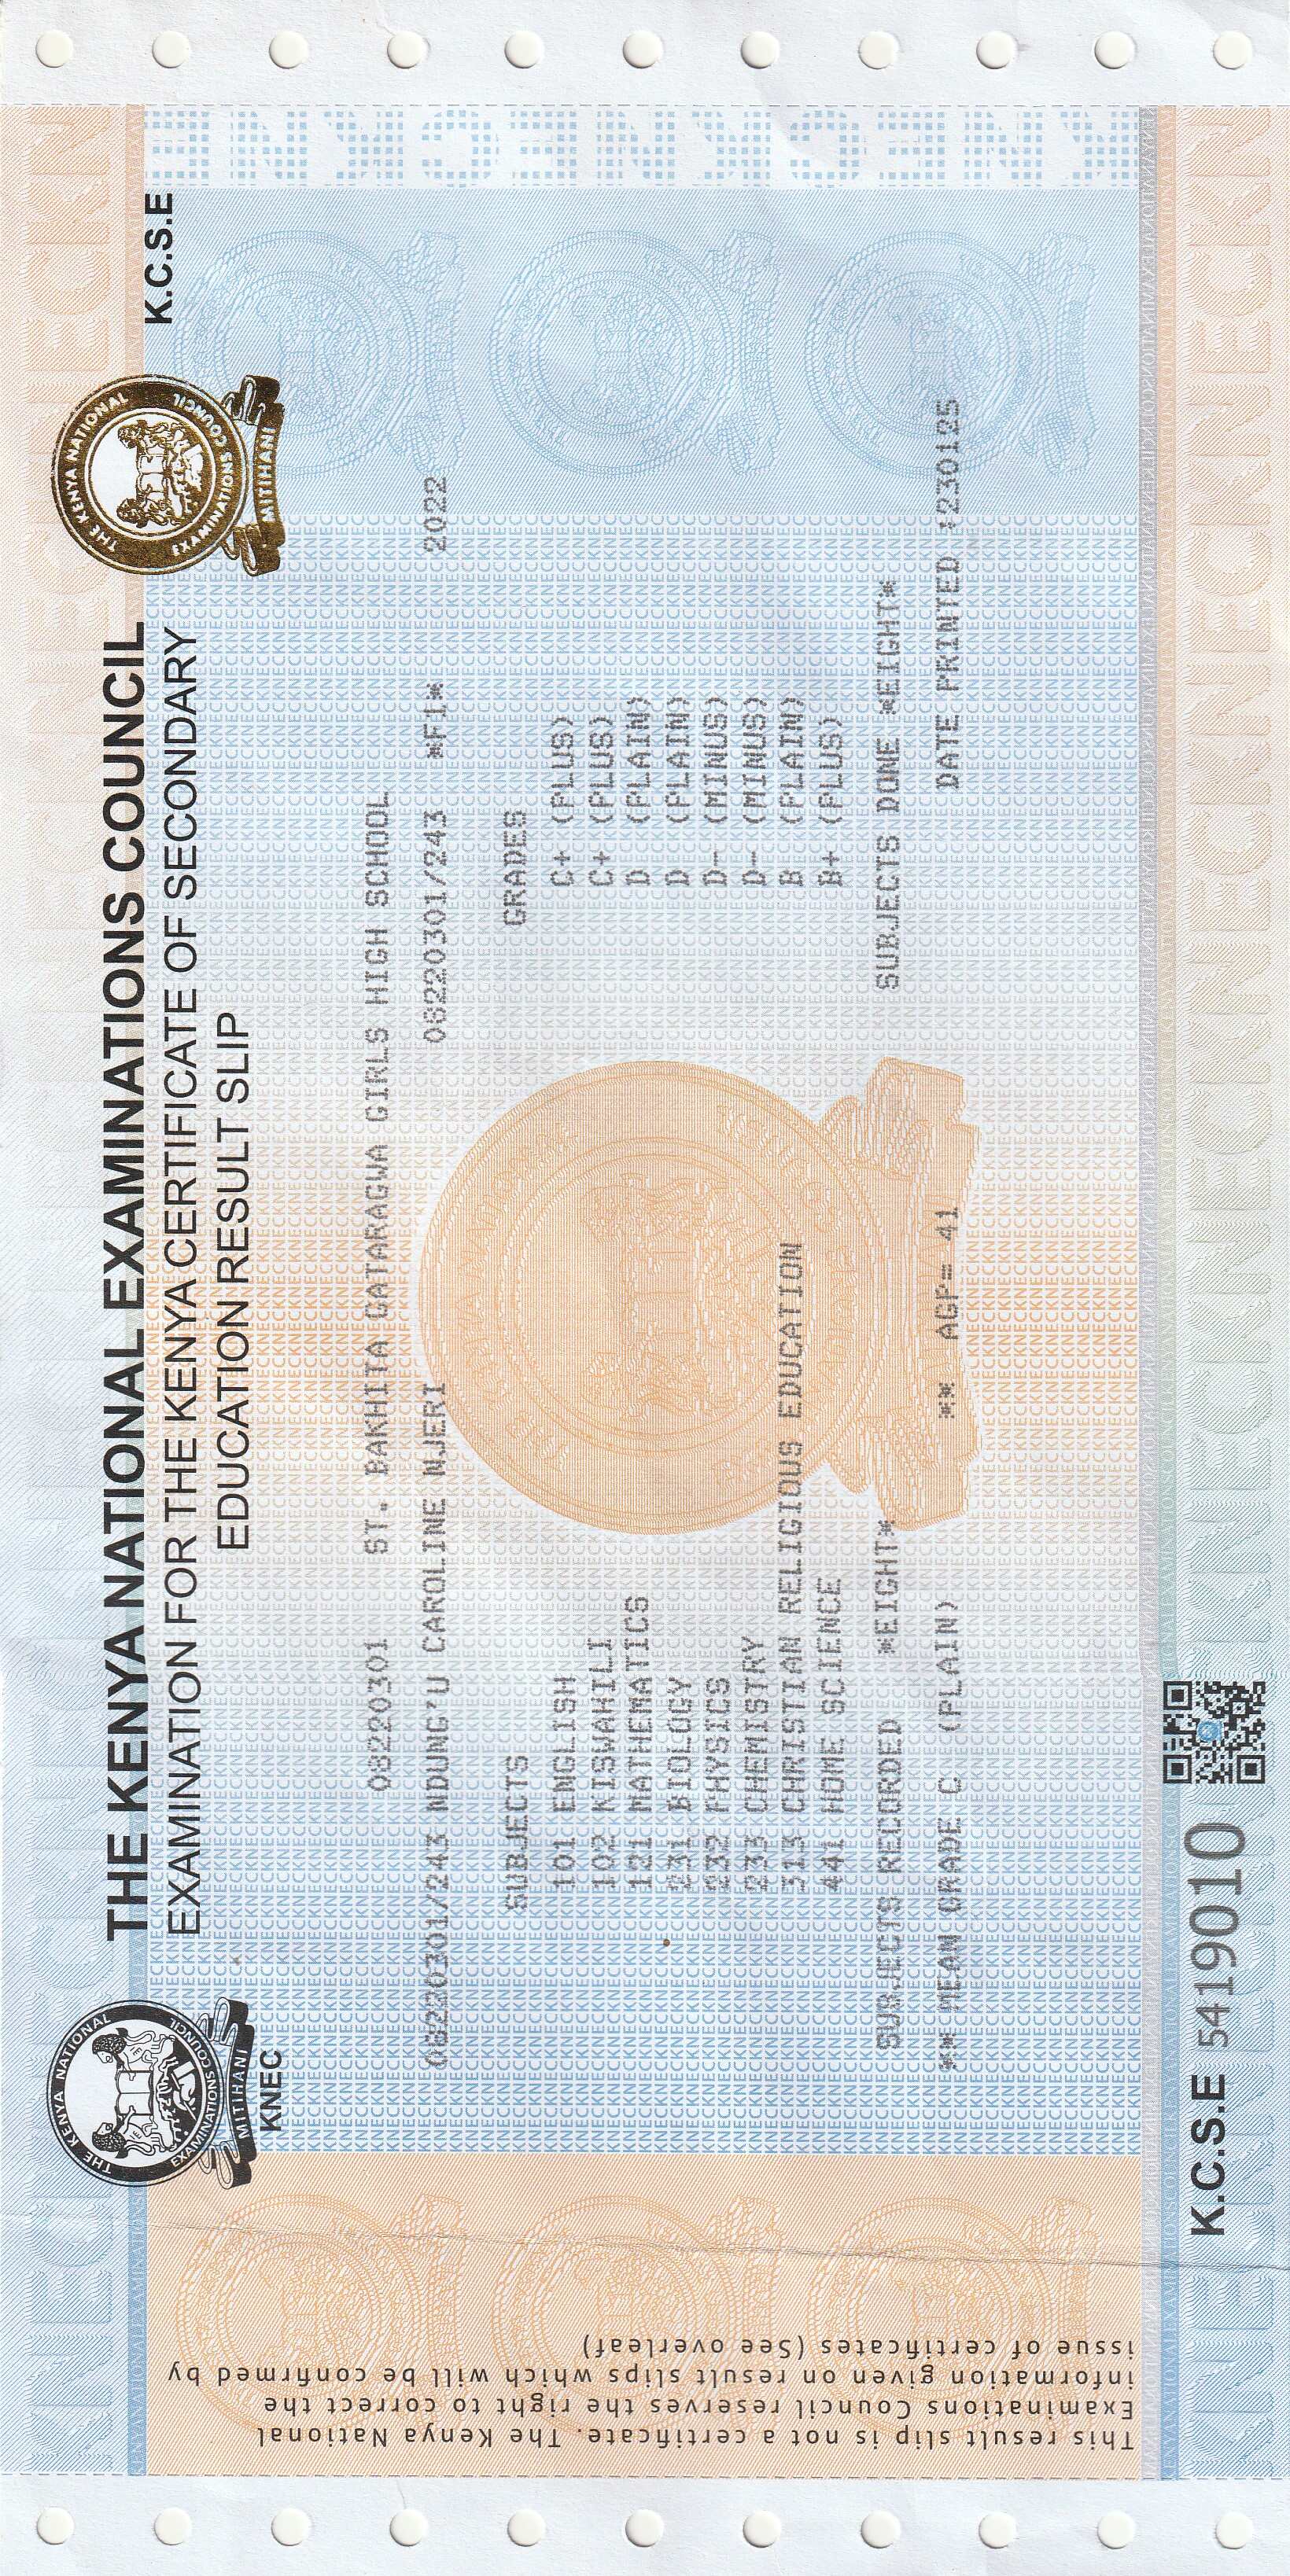 THE KENYA NATIONAL EXAMINATIONS COUNCIL
K.C.S.E
EXAMINATION FOR THE KENYA CERTIFICATE OF SECONDARY
EDUCATION RESULT SLIP
THE KENYA NATIONAL EXAMINATIONS COUNCIL
MITIHANI
KNEC
THE KENYA NATIONAL EXAMINATIONS COUNCIL
MITIHANI
08220301 ST. BAKHITA GATARAGWA GIRLS HIGH SCHOOL
08220301/243 NDUNG'U CAROLINE NJERI 08220301/243 *F1* 2022
SUBJECTS GRADES
101 ENGLISH C+ (PLUS)
102 KISWAHILI C+ (PLUS)
121 MATHEMATICS D (PLAIN)
231 BIOLOGY D (PLAIN)
232 PHYSICS D- (MINUS)
233 CHEMISTRY D- (MINUS)
313 CHRISTIAN RELIGIOUS EDUCATION B (PLAIN)
441 HOME SCIENCE B+ (PLUS)
SUBJECTS RECORDED *EIGHT* SUBJECTS DONE *EIGHT*
** MEAN GRADE C (PLAIN) ** AGP= 41 DATE PRINTED :230125
K.C.S.E 5419010
This result slip is not a certificate. The Kenya National
Examinations Council reserves the right to correct the
information given on result slips which will be confirmed by
issue of certificates (See overleaf)